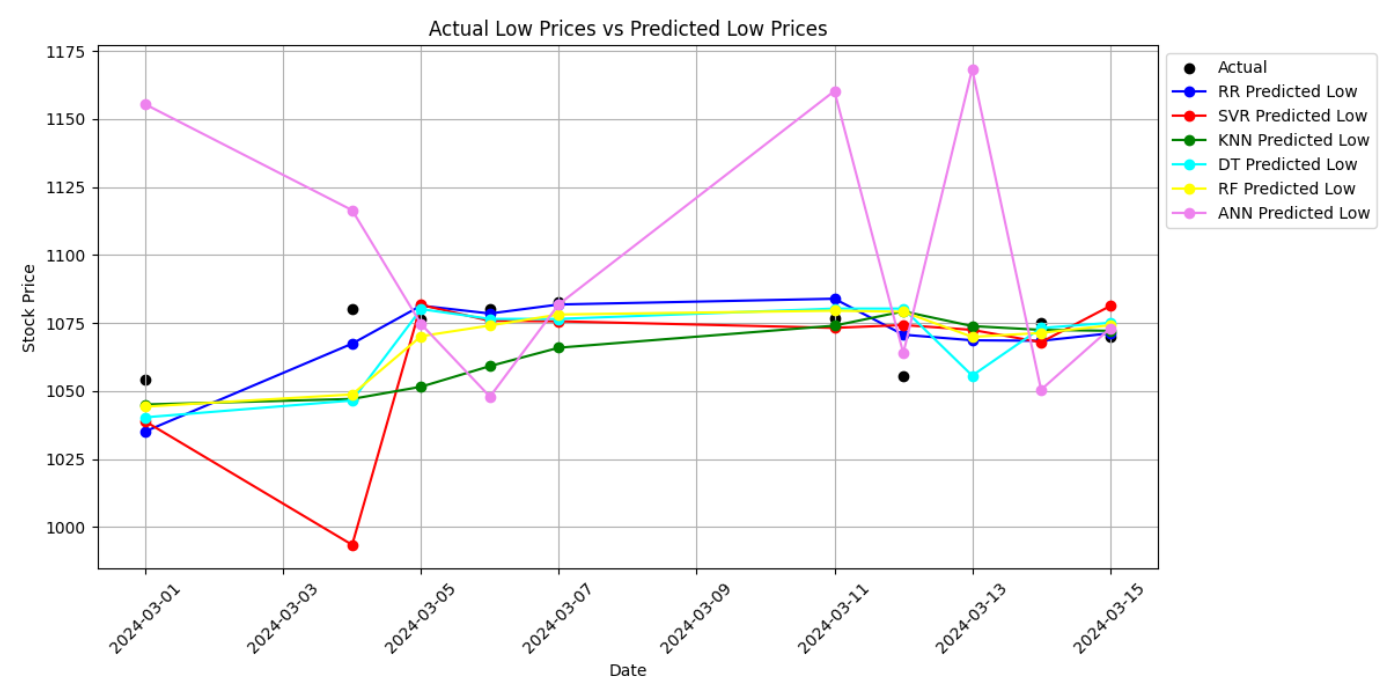 Actual Low Prices vs Predicted Low Prices
1175
1150
1125
1100
1075
1050
1025
1000
Stock Price
2024-03-01
2024-03-03
2024-03-05
2024-03-07
2024-03-09
2024-03-11
2024-03-13
2024-03-15
Date
Actual
RR Predicted Low
SVR Predicted Low
KNN Predicted Low
DT Predicted Low
RF Predicted Low
ANN Predicted Low